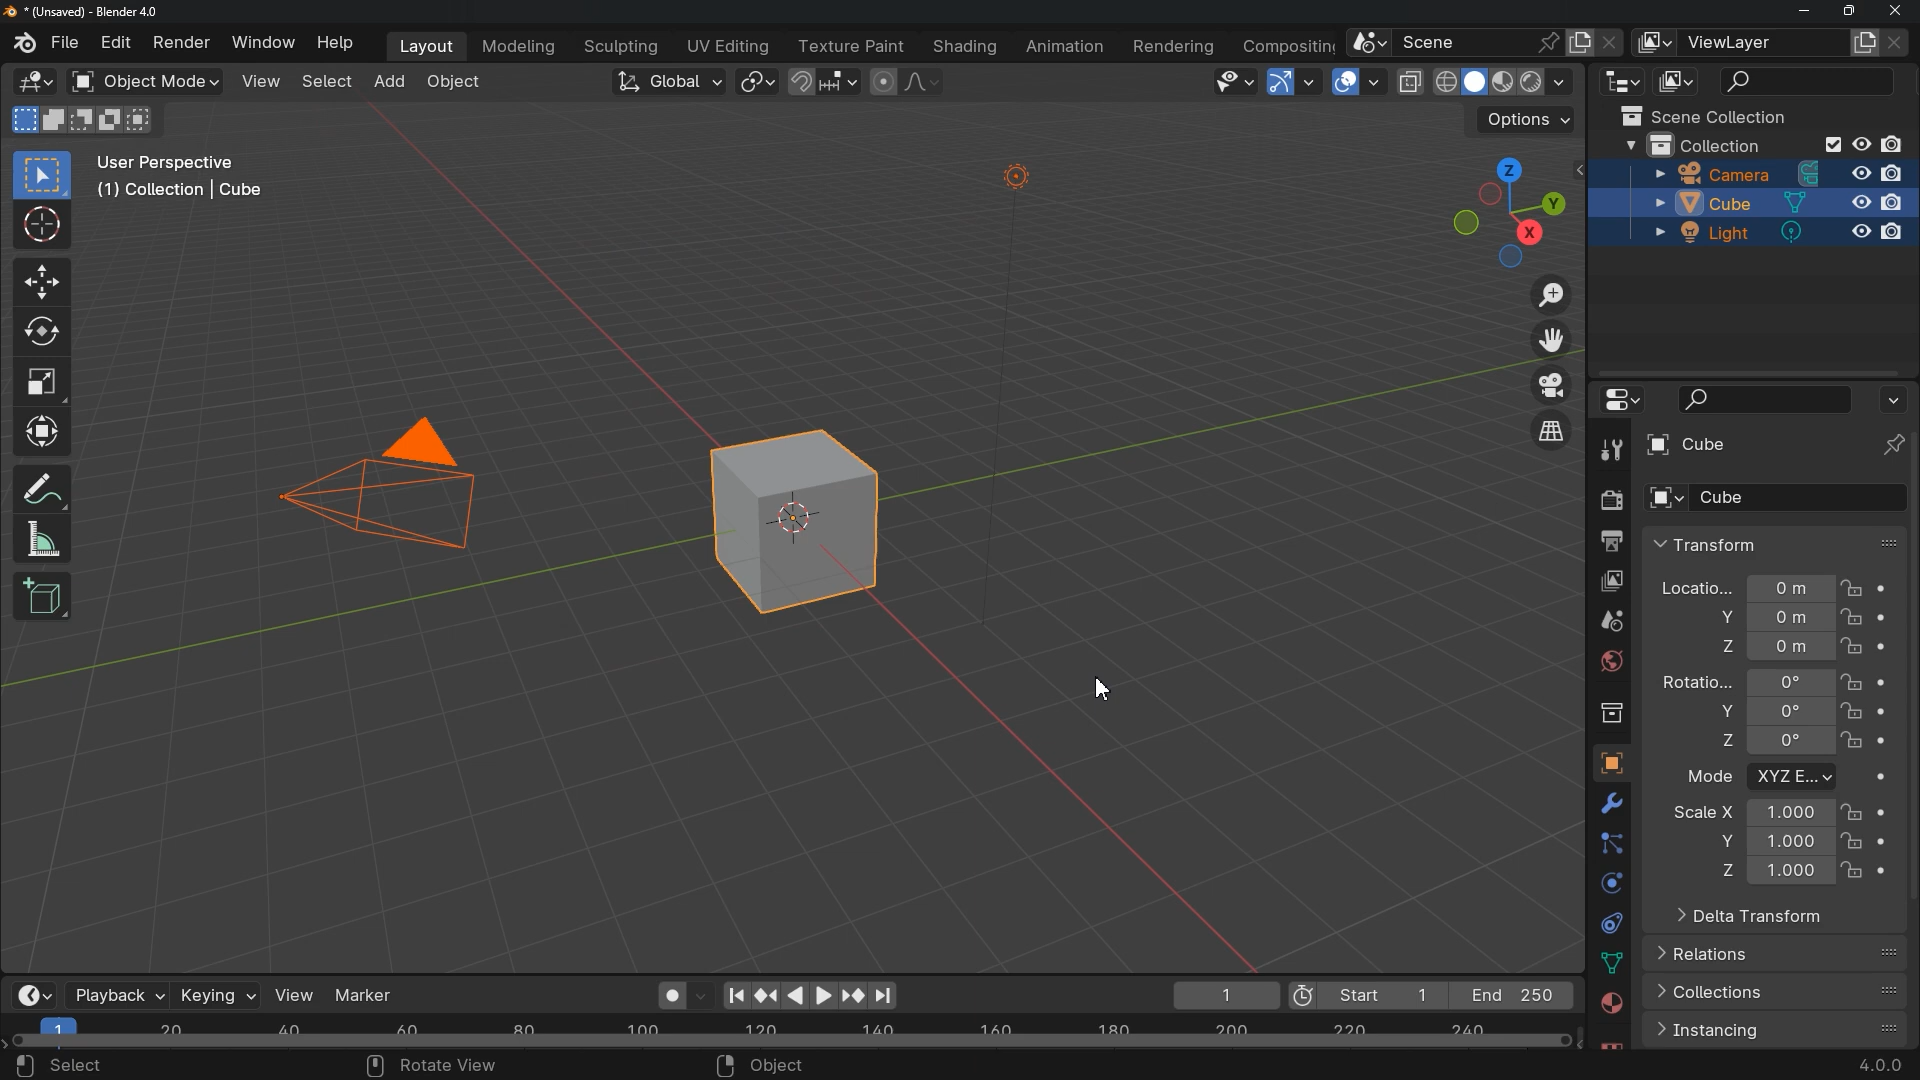 * (Unsaved) - Blender 4.0
File Edit Render Window Help Layout Modeling Sculpting UV Editing Texture Paint Shading Animation Rendering Compositing Scene ViewLayer
Object Mode View Select Add Object Global
Options
User Perspective
(1) Collection | Cube
Z
Y
X
Scene Collection
Collection
Camera
Cube
Light
Cube
Cube
Transform
Locatio... 0 m
Y 0 m
Z 0 m
Rotatio... 0°
Y 0°
Z 0°
Mode XYZ E...
Scale X 1.000
Y 1.000
Z 1.000
Delta Transform
Relations
Collections
Instancing
Playback Keying View Marker 1 Start 1 End 250
1 20 40 60 80 100 120 140 160 180 200 220 240
Select Rotate View Object 4.0.0